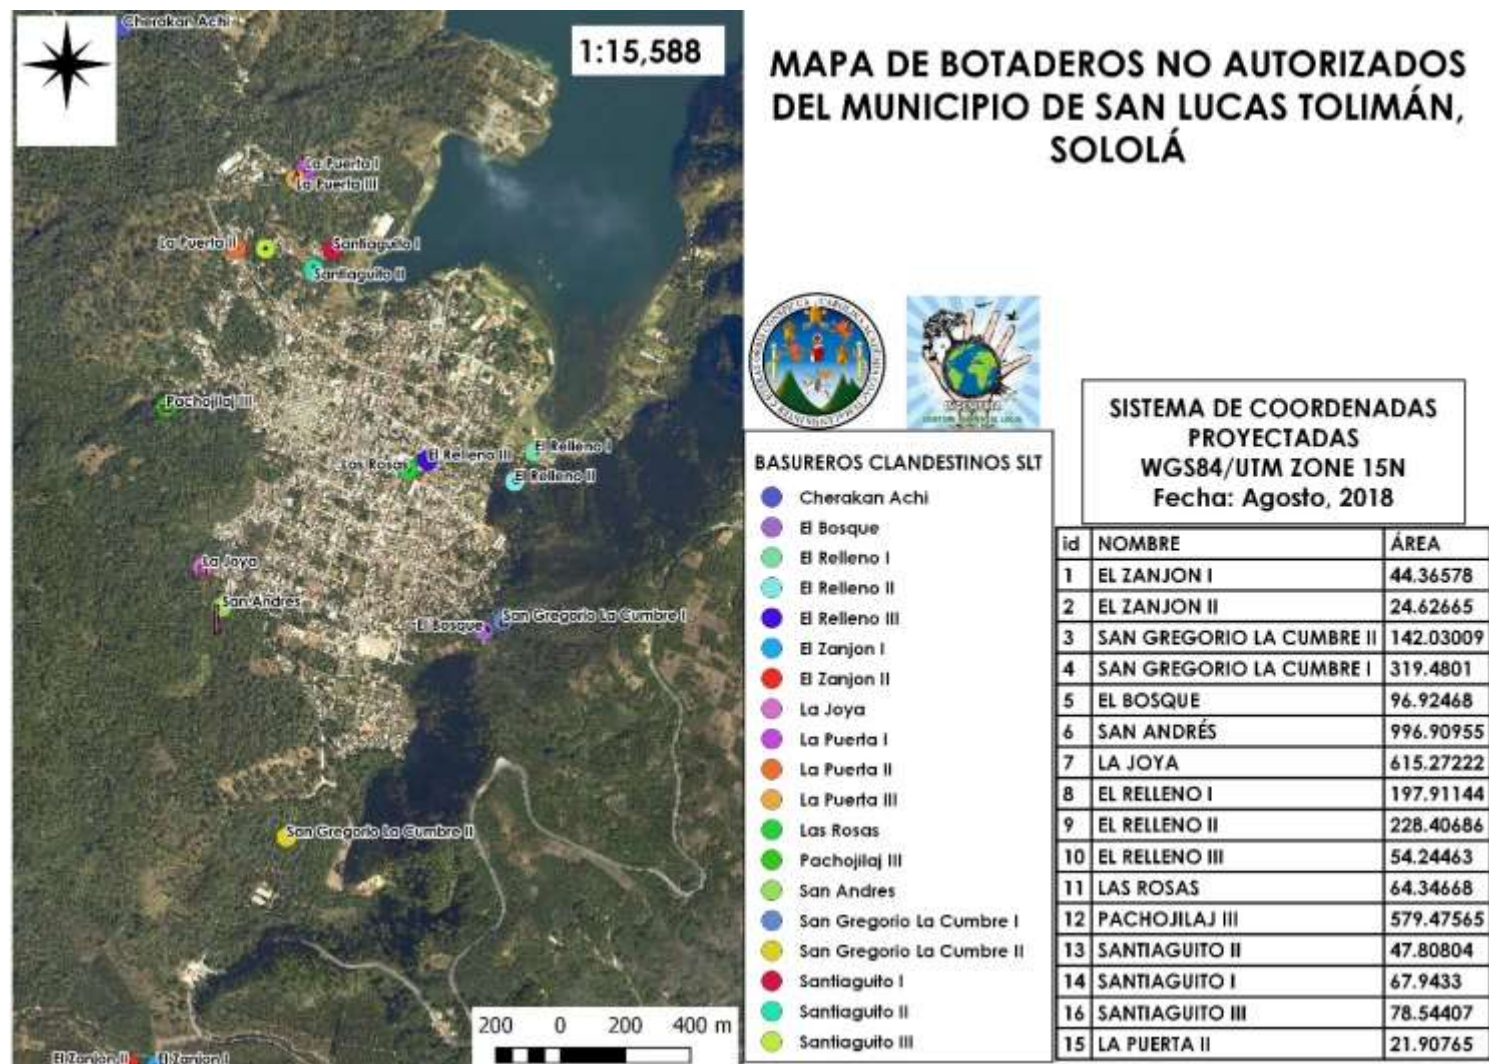 Cherakan Achi
1:15,588
MAPA DE BOTADEROS NO AUTORIZADOS
DEL MUNICIPIO DE SAN LUCAS TOLIMÁN,
SOLOLÁ
La Puerta I
La Puerta III
La Puerta II
Santiaguito I
Santiaguito II
Pachojilaj III
El Relleno I
El Relleno III
Las Rosas
El Relleno II
La Joya
San Andres
San Gregorio La Cumbre I
El Bosque
San Gregorio La Cumbre II
El Zanjon II
El Zanjon I
200 0 200 400 m
BASUREROS CLANDESTINOS SLT
Cherakan Achi
El Bosque
El Relleno I
El Relleno II
El Relleno III
El Zanjon I
El Zanjon II
La Joya
La Puerta I
La Puerta II
La Puerta III
Las Rosas
Pachojilaj III
San Andres
San Gregorio La Cumbre I
San Gregorio La Cumbre II
Santiaguito I
Santiaguito II
Santiaguito III
SISTEMA DE COORDENADAS
PROYECTADAS
WGS84/UTM ZONE 15N
Fecha: Agosto, 2018
id NOMBRE ÁREA
1 EL ZANJON I 44.36578
2 EL ZANJON II 24.62665
3 SAN GREGORIO LA CUMBRE II 142.03009
4 SAN GREGORIO LA CUMBRE I 319.4801
5 EL BOSQUE 96.92468
6 SAN ANDRÉS 996.90955
7 LA JOYA 615.27222
8 EL RELLENO I 197.91144
9 EL RELLENO II 228.40686
10 EL RELLENO III 54.24463
11 LAS ROSAS 64.34668
12 PACHOJILAJ III 579.47565
13 SANTIAGUITO II 47.80804
14 SANTIAGUITO I 67.9433
16 SANTIAGUITO III 78.54407
15 LA PUERTA II 21.90765